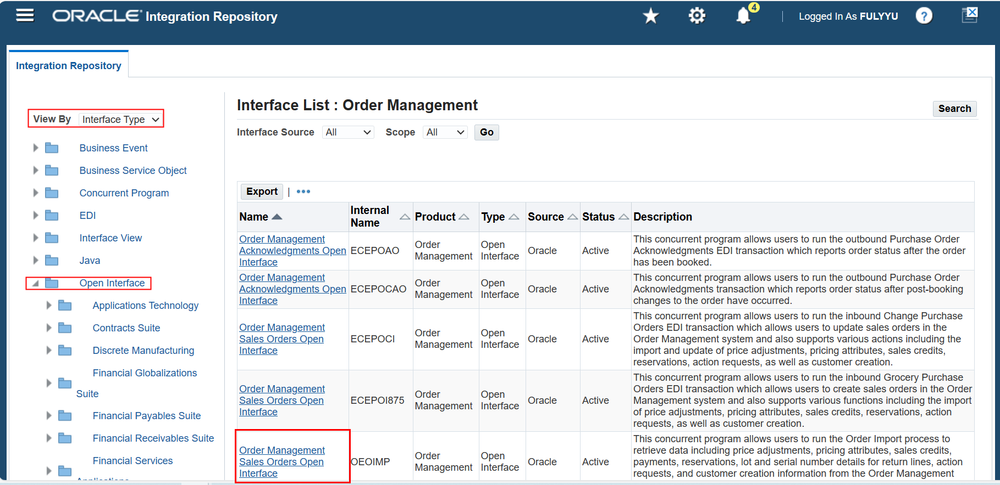 ORACLE Integration Repository
4
Logged In As FULYYU
?
Integration Repository
View By Interface Type
Business Event
Business Service Object
Concurrent Program
EDI
Interface View
Java
Open Interface
Applications Technology
Contracts Suite
Discrete Manufacturing
Financial Globalizations
Suite
Financial Payables Suite
Financial Receivables Suite
Financial Services
Applications
Interface List : Order Management
Search
Interface Source All Scope All Go
Export | •••
Name Internal Name Product Type Source Status Description
Order Management
Acknowledgments Open
Interface
ECEPOAO
Order
Management
Open
Interface
Oracle
Active
This concurrent program allows users to run the outbound Purchase Order
Acknowledgments EDI transaction which reports order status after the order
has been booked.
Order Management
Acknowledgments Open
Interface
ECEPOCAO
Order
Management
Open
Interface
Oracle
Active
This concurrent program allows users to run the outbound Purchase Order
Acknowledgments transaction which reports order status after post-booking
changes to the order have occurred.
Order Management
Sales Orders Open
Interface
ECEPOCI
Order
Management
Open
Interface
Oracle
Active
This concurrent program allows users to run the inbound Change Purchase
Orders EDI transaction which allows users to update sales orders in the
Order Management system and also supports various actions including the
import and update of price adjustments, pricing attributes, sales credits,
reservations, action requests, as well as customer creation.
Order Management
Sales Orders Open
Interface
ECEPOI875
Order
Management
Open
Interface
Oracle
Active
This concurrent program allows users to run the inbound Grocery Purchase
Orders EDI transaction which allows users to create sales orders in the Order
Management system and also supports various functions including the import
of price adjustments, pricing attributes, sales credits, reservations, action
requests, as well as customer creation.
Order Management
Sales Orders Open
Interface
OEOIMP
Order
Management
Open
Interface
Oracle
Active
This concurrent program allows users to run the Order Import process to
retrieve data including price adjustments, pricing attributes, sales credits,
payments, reservations, lot and serial number details for return lines, action
requests, and customer creation information from the Order Management